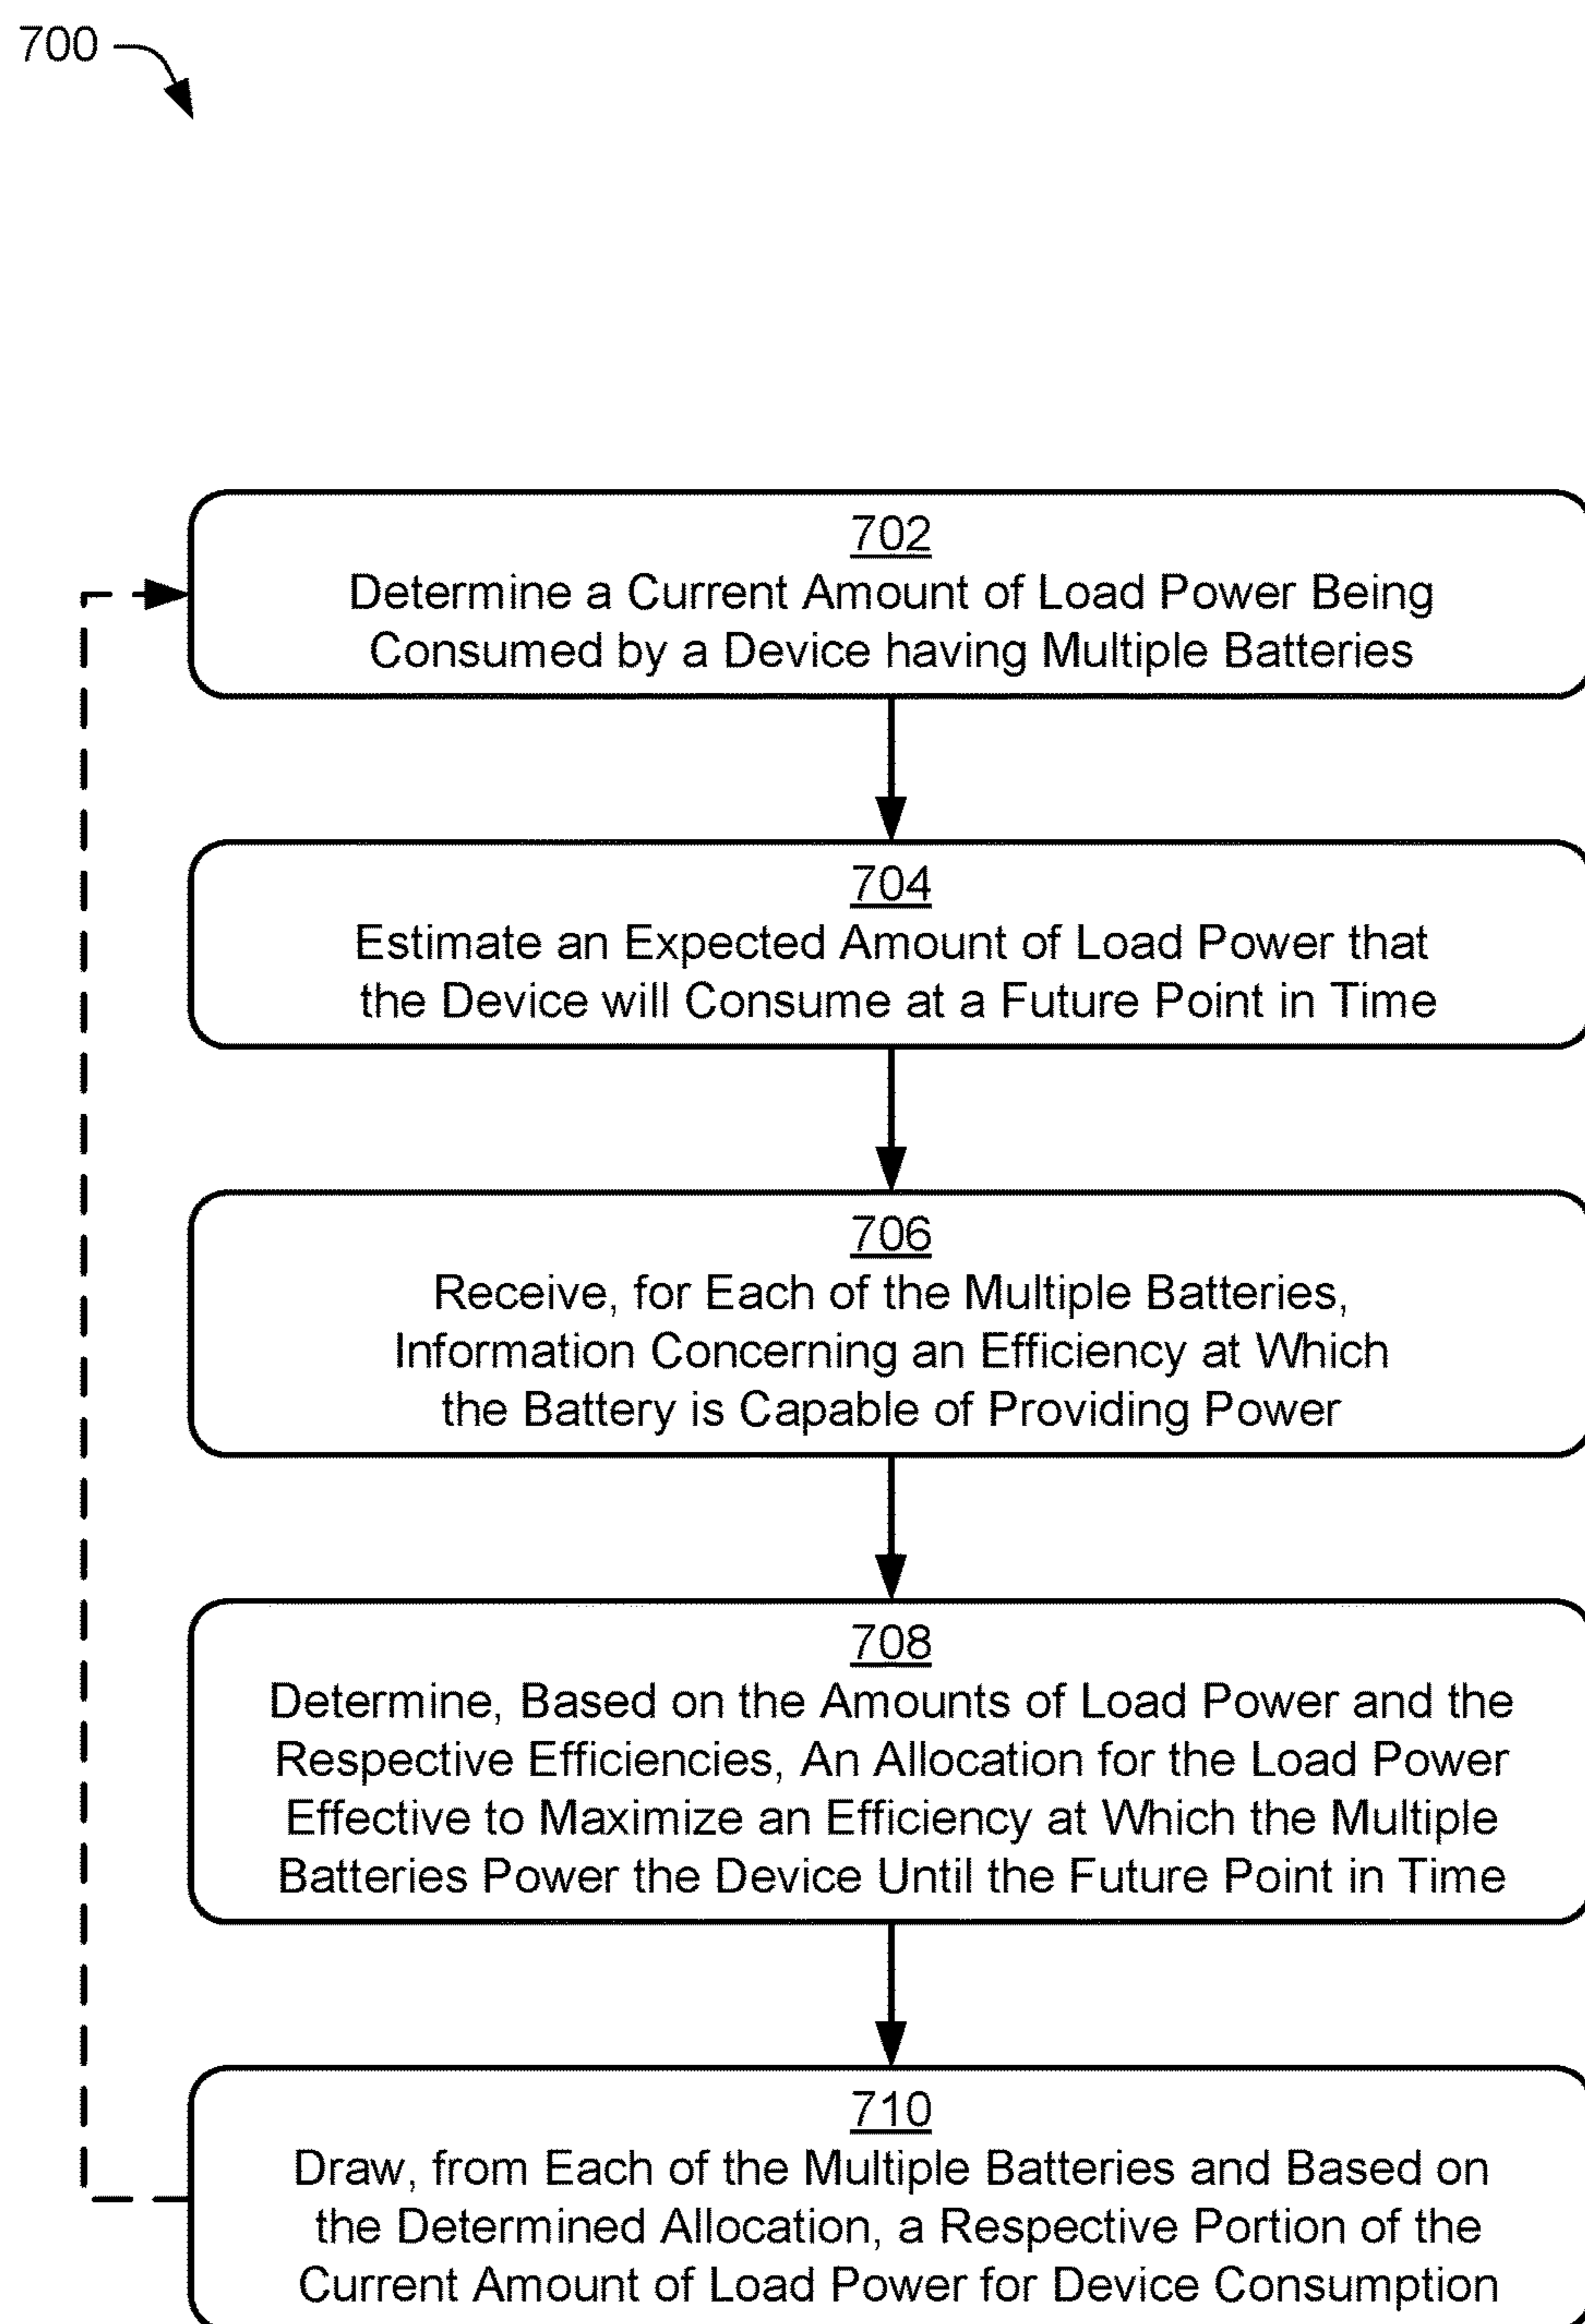 700
702
Determine a Current Amount of Load Power Being
Consumed by a Device having Multiple Batteries
704
Estimate an Expected Amount of Load Power that
the Device will Consume at a Future Point in Time
706
Receive, for Each of the Multiple Batteries,
Information Concerning an Efficiency at Which
the Battery is Capable of Providing Power
708
Determine, Based on the Amounts of Load Power and the
Respective Efficiencies, An Allocation for the Load Power
Effective to Maximize an Efficiency at Which the Multiple
Batteries Power the Device Until the Future Point in Time
710
Draw, from Each of the Multiple Batteries and Based on
the Determined Allocation, a Respective Portion of the
Current Amount of Load Power for Device Consumption